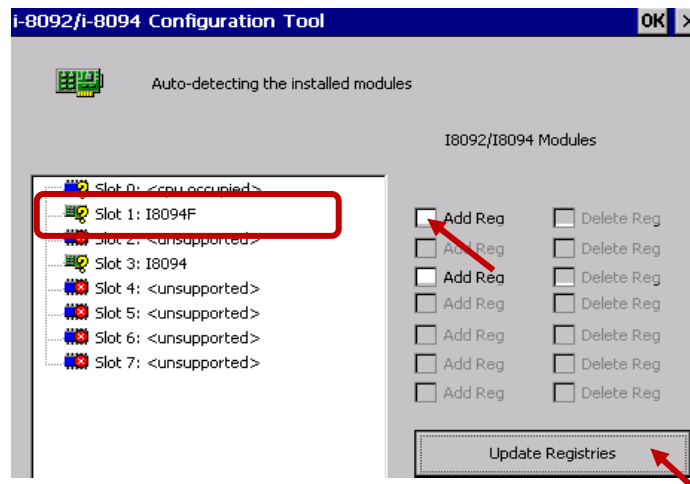 i-8092/i-8094 Configuration Tool OK
Auto-detecting the installed modules
I8092/I8094 Modules
Slot 0: <cpu occupied>
Slot 1: I8094F
Add Reg Delete Reg
Slot 2: <unsupported>
Add Reg Delete Reg
Slot 3: I8094
Add Reg Delete Reg
Slot 4: <unsupported>
Add Reg Delete Reg
Slot 5: <unsupported>
Add Reg Delete Reg
Slot 6: <unsupported>
Add Reg Delete Reg
Slot 7: <unsupported>
Add Reg Delete Reg
Update Registries